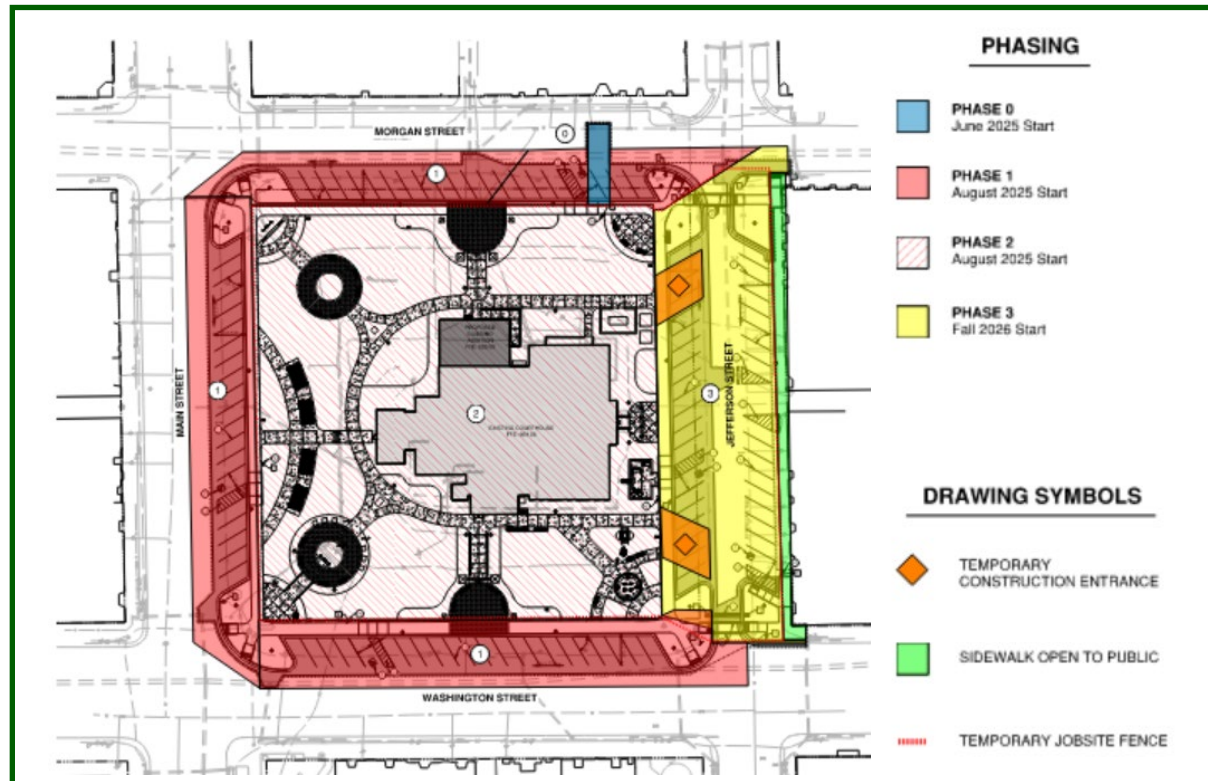 PHASING
PHASE 0
June 2025 Start
PHASE 1
August 2025 Start
PHASE 2
August 2025 Start
PHASE 3
Fall 2026 Start
DRAWING SYMBOLS
TEMPORARY
CONSTRUCTION ENTRANCE
SIDEWALK OPEN TO PUBLIC
TEMPORARY JOBSITE FENCE
MORGAN STREET
0
1
MAIN STREET
1
2
EXISTING COURTHOUSE
JEFFERSON STREET
3
1
WASHINGTON STREET